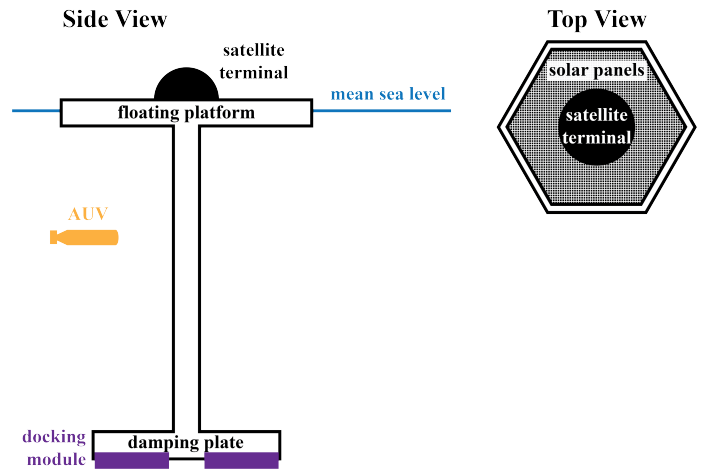 Side View
Top View
satellite
terminal
solar panels
mean sea level
floating platform
satellite
terminal
AUV
docking
module
damping plate